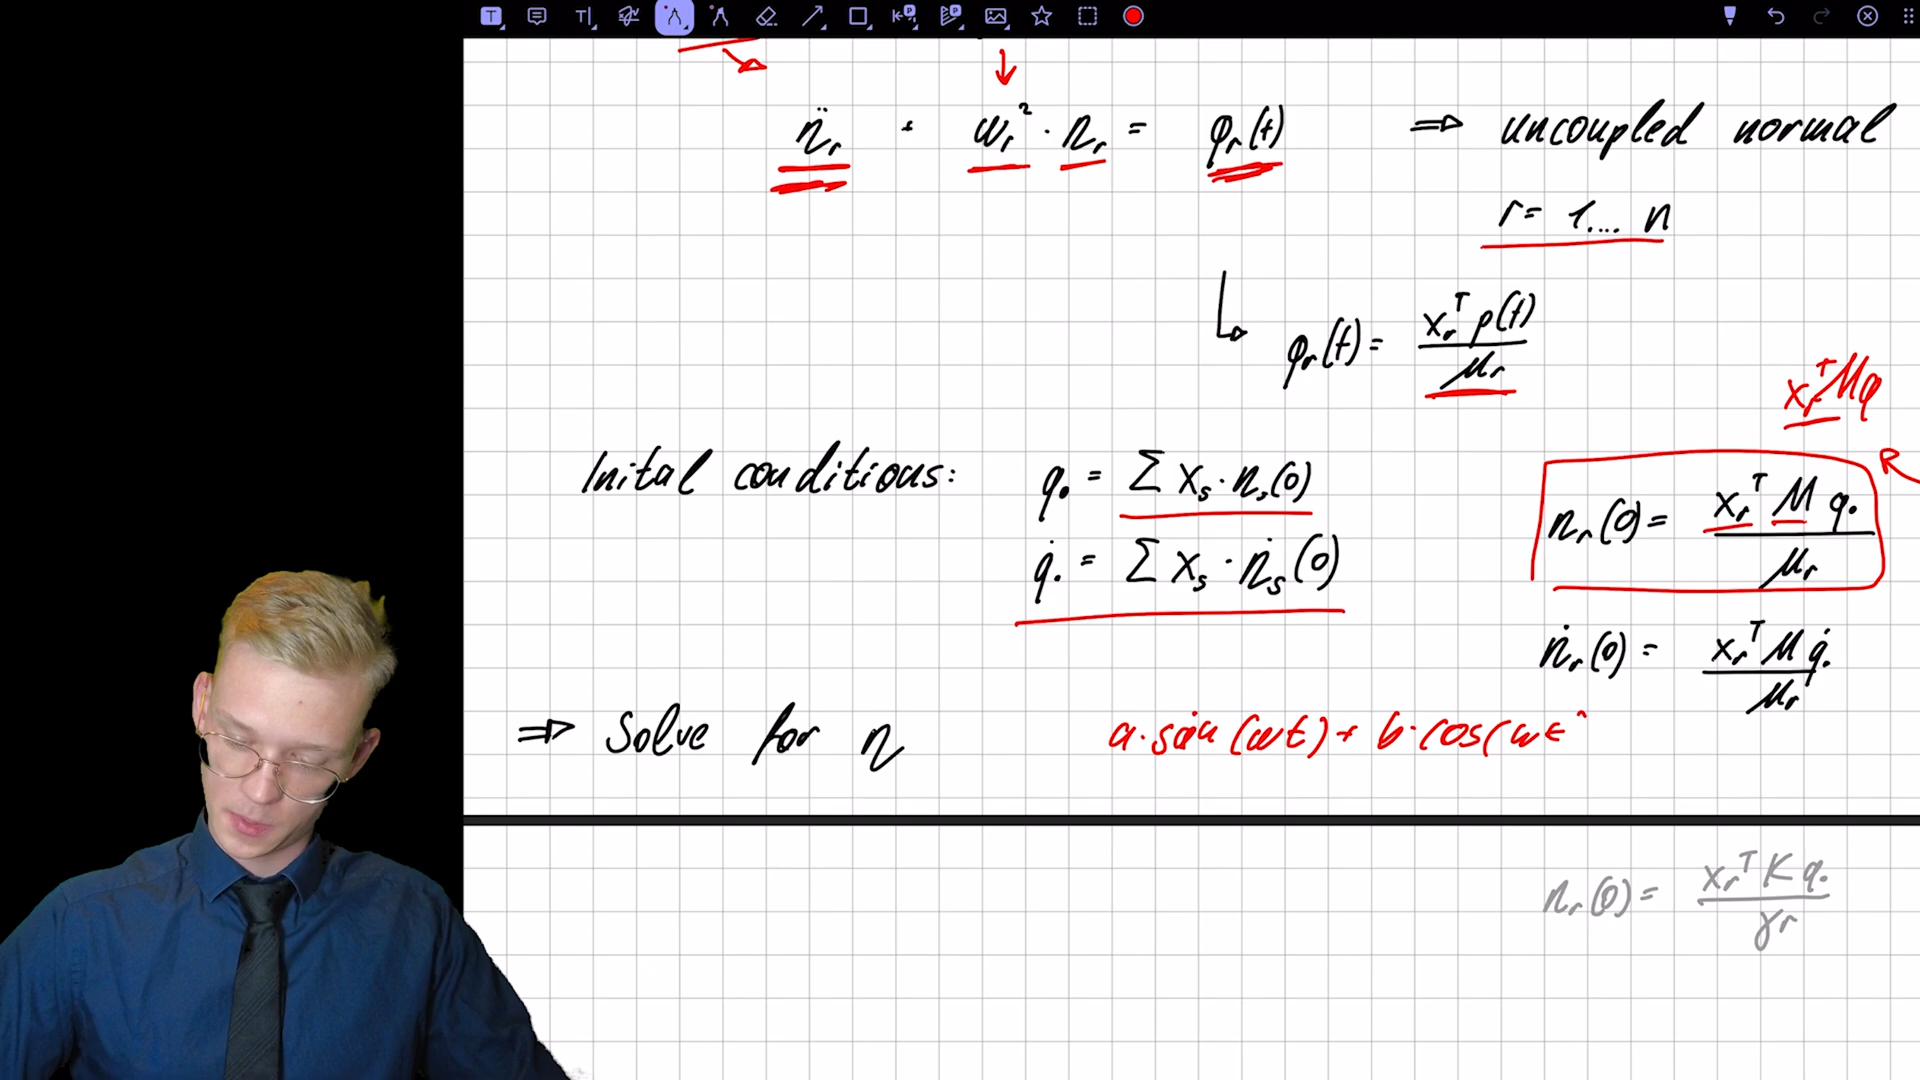 η̈r + ωr² · ηr = φr(t) ⇒ uncoupled normal
r = 1.... n
↳ φr(t) = xrᵀ p(t) / μr
xrᵀMq
Inital conditions: q₀ = Σ xs · ηs(0)
ηr(0) = xrᵀ M q₀ / μr
q̇₀ = Σ xs · η̇s(0)
η̇r(0) = xrᵀ M q̇₀ / μr
⇒ Solve for η a·sin(ωt) + b·cos(ωt
ηr(0) = xrᵀ K q₀ / γr